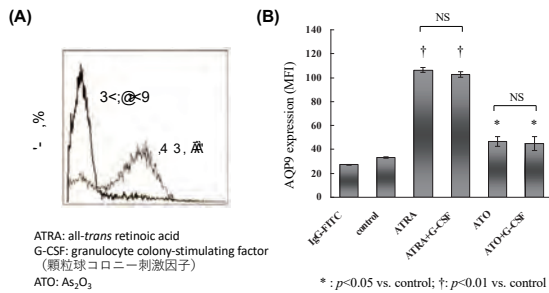 (A)
3<;@<9
ATRA: all-trans retinoic acid
G-CSF: granulocyte colony-stimulating factor
（顆粒球コロニー刺激因子）
ATO: As₂O₃
(B)
NS
NS
†
†
*
*
AQP9 expression (MFI)
140
120
100
80
60
40
20
0
IgG-FITC
control
ATRA
ATRA+G-CSF
ATO
ATO+G-CSF
* : p<0.05 vs. control; †: p<0.01 vs. control